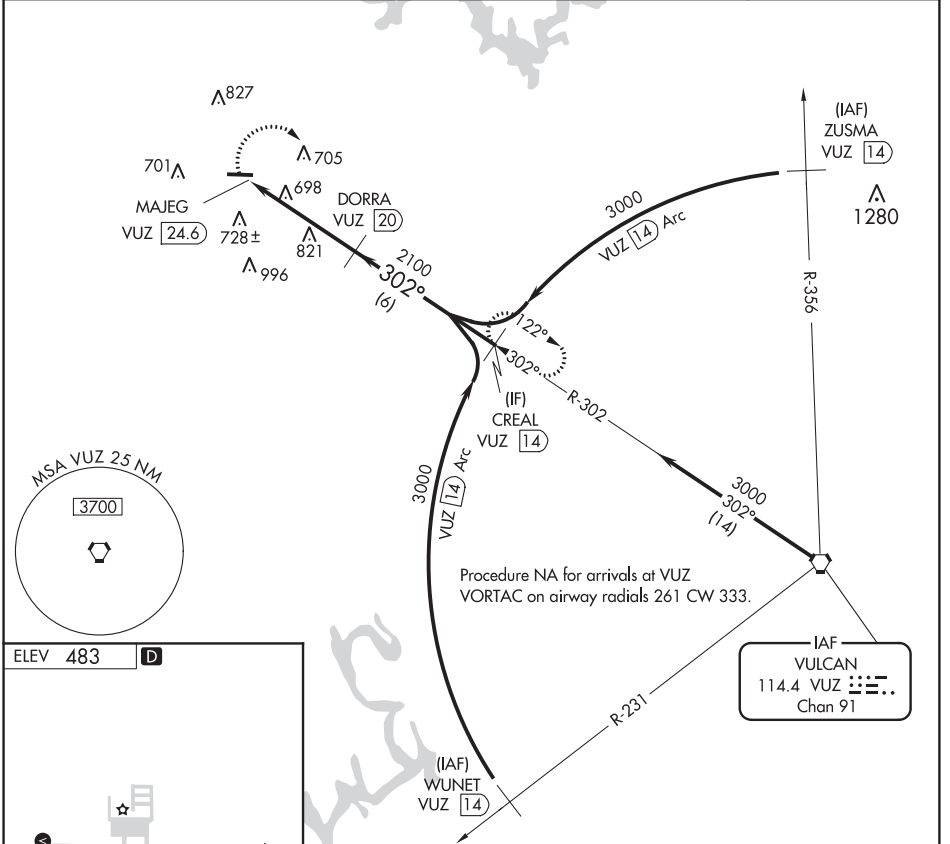 827
(IAF)
ZUSMA
VUZ 14
705
701
698
1280
MAJEG
VUZ 24.6
DORRA
VUZ 20
3000
VUZ 14 Arc
728±
821
996
2100
302°
(6)
R-356
122°
302°
(IF)
CREAL
VUZ 14
R-302
MSA VUZ 25 NM
3700
3000
VUZ 14 Arc
3000
302°
(14)
Procedure NA for arrivals at VUZ
VORTAC on airway radials 261 CW 333.
ELEV 483 D
IAF
VULCAN
114.4 VUZ
Chan 91
R-231
(IAF)
WUNET
VUZ 14